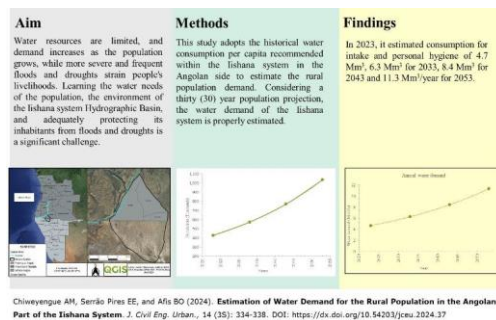 Aim
Water resources are limited, and
demand increases as the population
grows, while more severe and frequent
floods and droughts strain people's
livelihoods. Learning the water needs
of the population, the environment of
the Iishana system Hydrographic Basin,
and adequately protecting its
inhabitants from floods and droughts is
a significant challenge.
Methods
This study adopts the historical water
consumption per capita recommended
within the Iishana system in the
Angolan side to estimate the rural
population demand. Considering a
thirty (30) year population projection,
the water demand of the Iishana
system is properly estimated.
Findings
In 2023, it estimated consumption for
intake and personal hygiene of 4.7
Mm³, 6.3 Mm³ for 2033, 8.4 Mm³ for
2043 and 11.3 Mm³/year for 2053.
QGIS
Annual water demand
Chiweyengue AM, Serrão Pires EE, and Afis BO (2024). Estimation of Water Demand for the Rural Population in the Angolan
Part of the Iishana System. J. Civil Eng. Urban., 14 (3S): 334-338. DOI: https://dx.doi.org/10.54203/jceu.2024.37